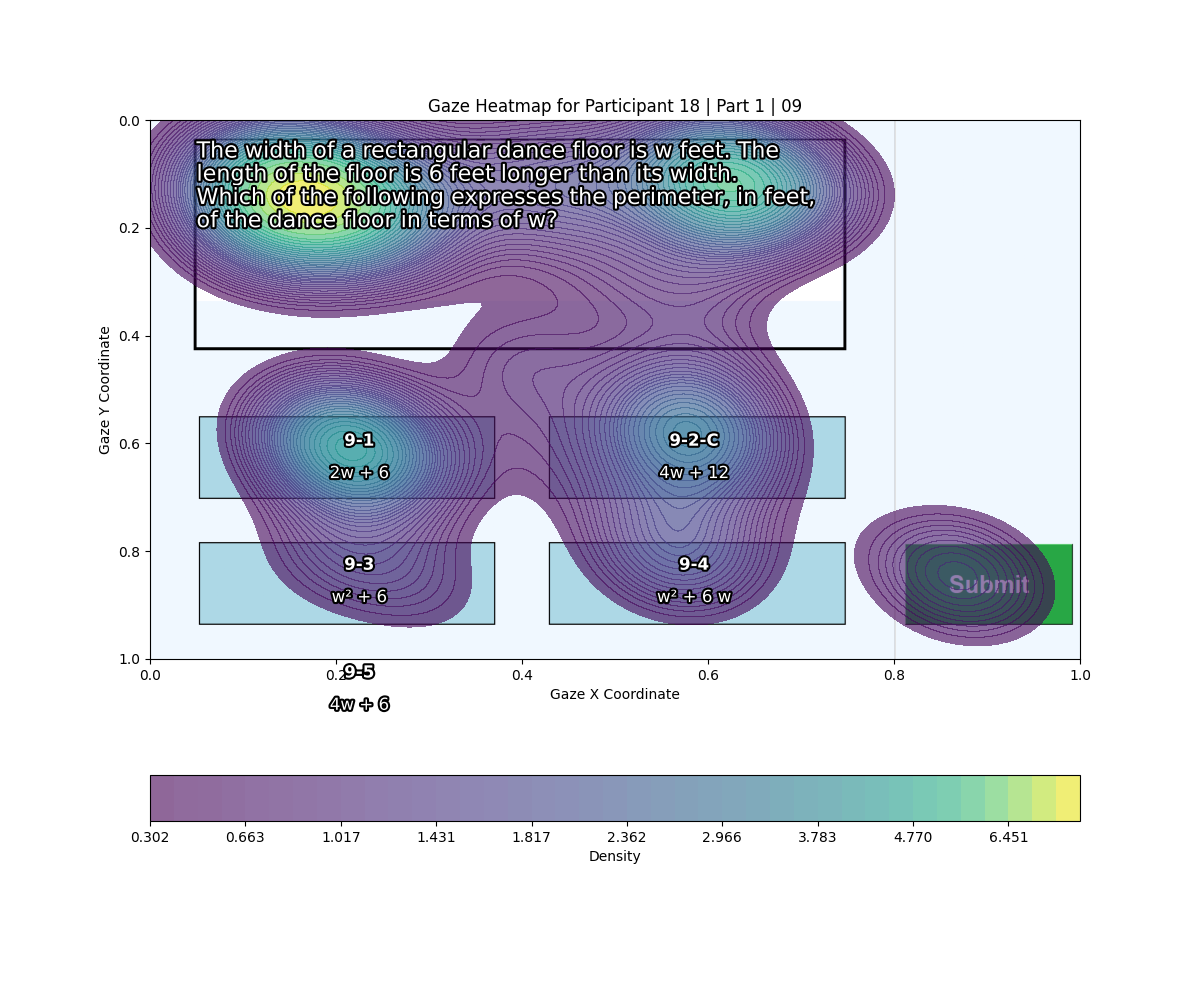 Gaze Heatmap for Participant 18 | Part 1 | 09
The width of a rectangular dance floor is w feet. The
length of the floor is 6 feet longer than its width.
Which of the following expresses the perimeter, in feet,
of the dance floor in terms of w?
Gaze Y Coordinate
0.0
0.2
0.4
0.6
0.8
1.0
9-1
2w + 6
9-2-C
4w + 12
9-3
w² + 6
9-4
w² + 6 w
Submit
0.0 0.2 0.4 0.6 0.8 1.0
9-5
4w + 6
Gaze X Coordinate
0.302 0.663 1.017 1.431 1.817 2.362 2.966 3.783 4.770 6.451
Density